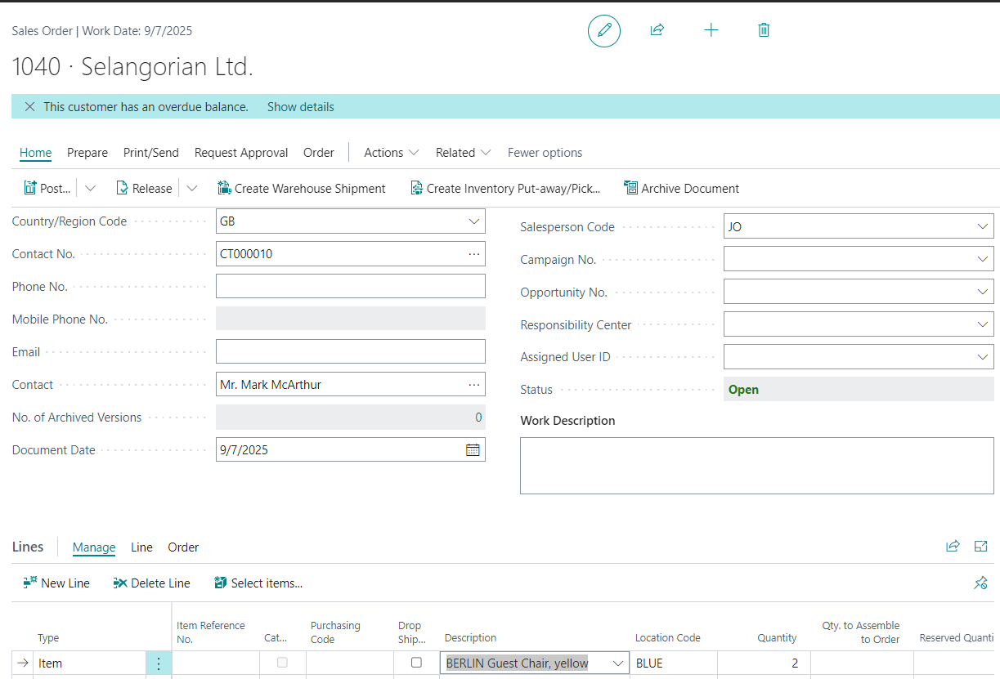 Sales Order | Work Date: 9/7/2025
1040 · Selangorian Ltd.
This customer has an overdue balance. Show details
Home Prepare Print/Send Request Approval Order Actions Related Fewer options
Post... Release Create Warehouse Shipment Create Inventory Put-away/Pick... Archive Document
Country/Region Code GB
Contact No. CT000010
Phone No.
Mobile Phone No.
Email
Contact Mr. Mark McArthur
No. of Archived Versions 0
Document Date 9/7/2025
Salesperson Code JO
Campaign No.
Opportunity No.
Responsibility Center
Assigned User ID
Status Open
Work Description
Lines Manage Line Order
New Line Delete Line Select items...
Type Item Reference No. Cat... Purchasing Code Drop Ship... Description Location Code Quantity Qty. to Assemble to Order Reserved Quanti
Item BERLIN Guest Chair, yellow BLUE 2